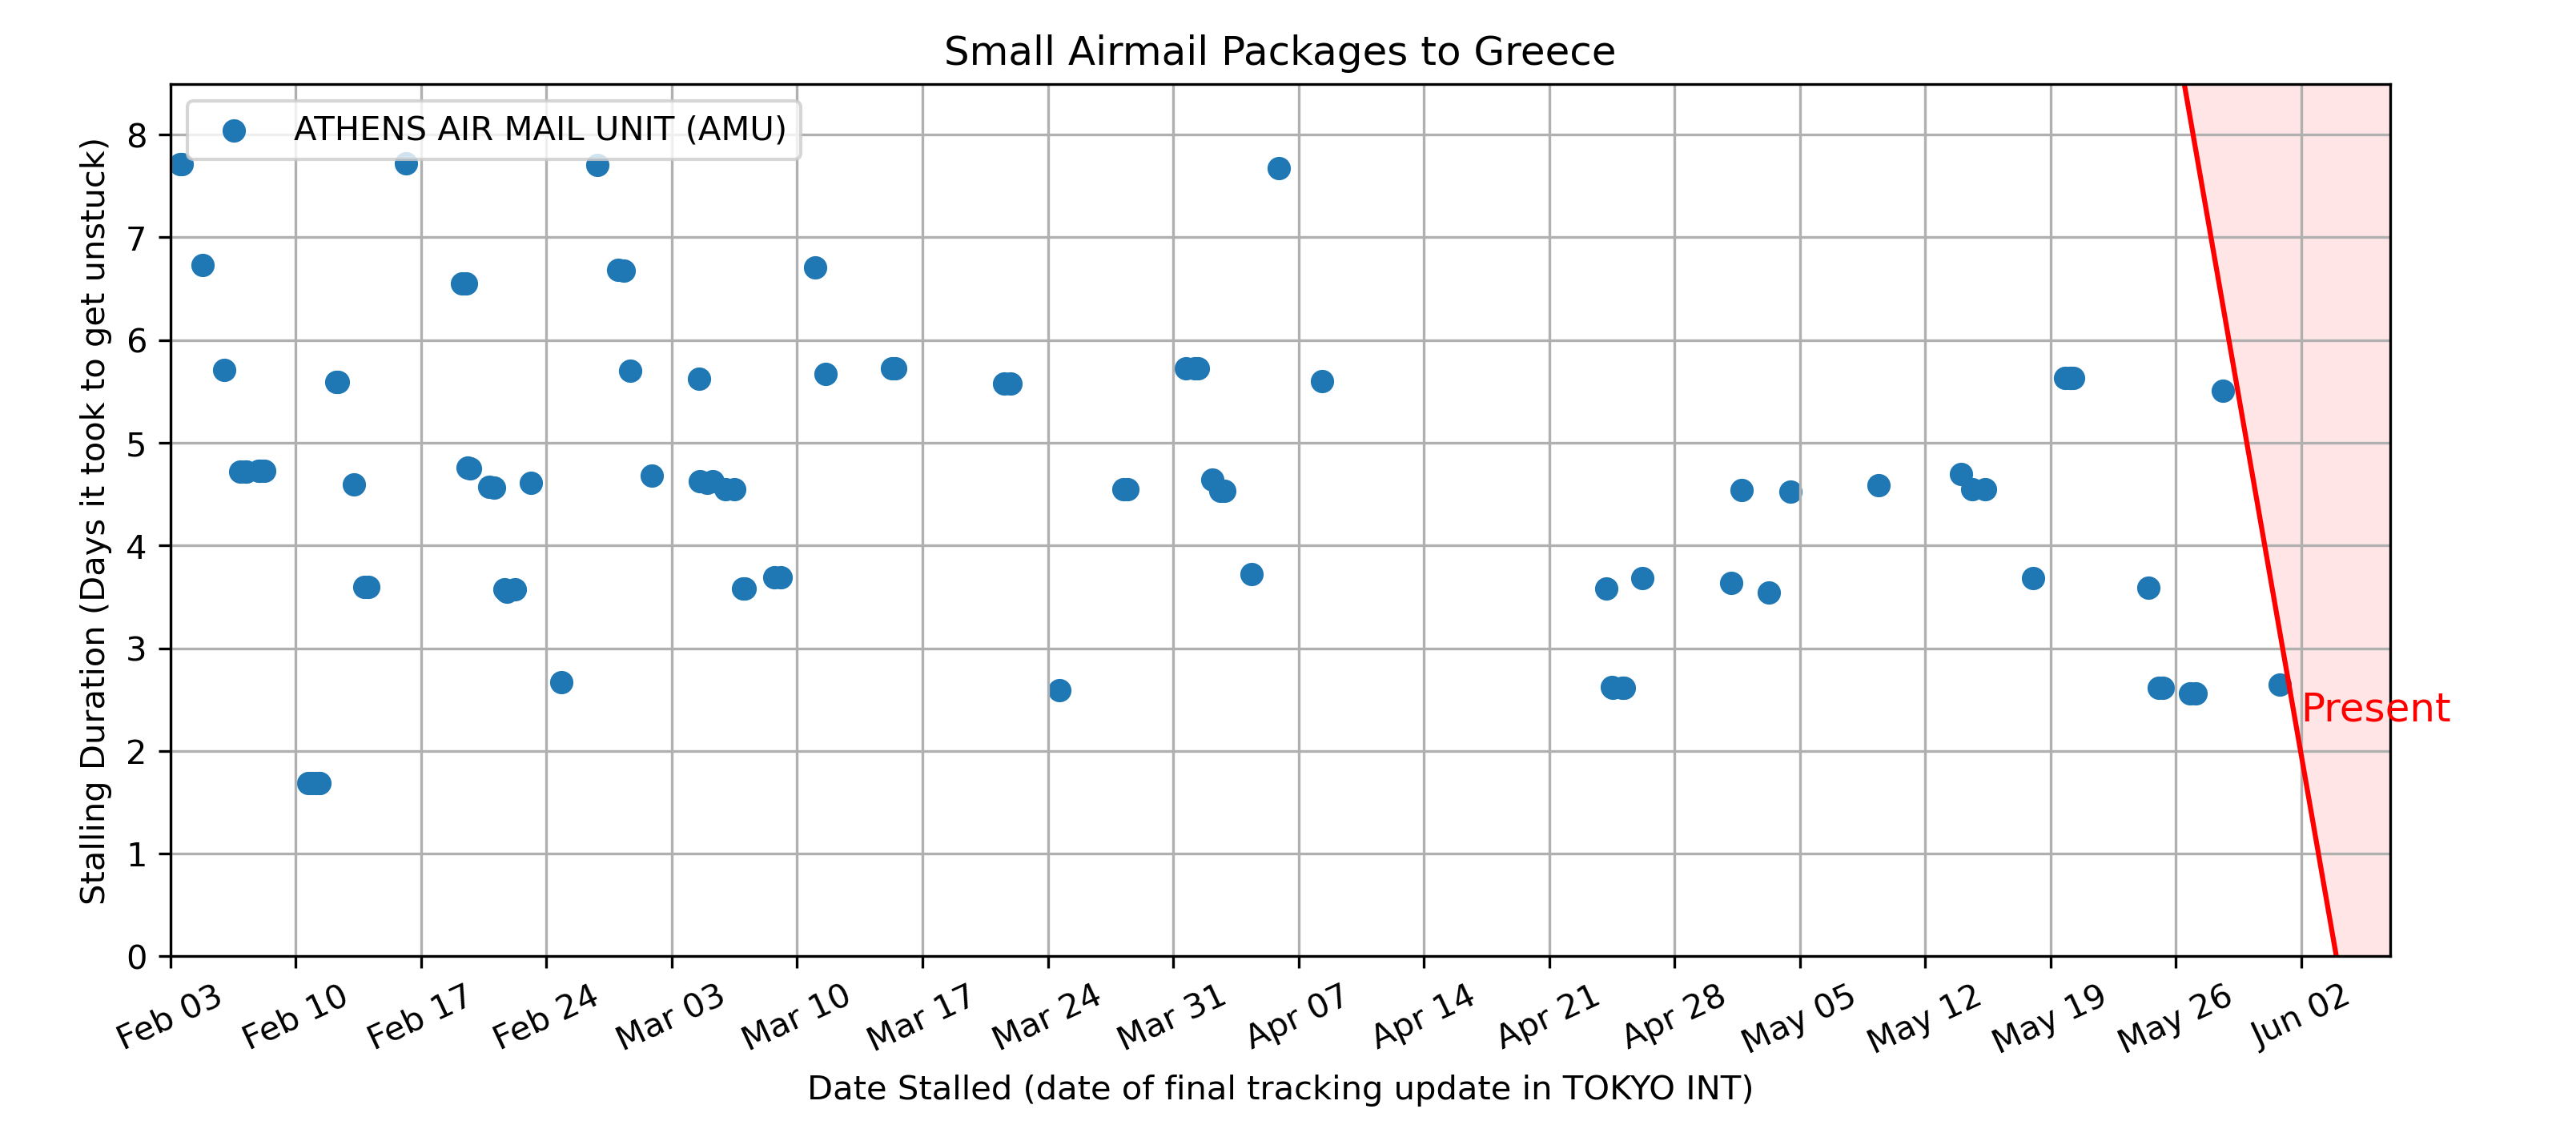 Small Airmail Packages to Greece
ATHENS AIR MAIL UNIT (AMU)
Stalling Duration (Days it took to get unstuck)
8
7
6
5
4
3
2
1
0
Present
Feb 03
Feb 10
Feb 17
Feb 24
Mar 03
Mar 10
Mar 17
Mar 24
Mar 31
Apr 07
Apr 14
Apr 21
Apr 28
May 05
May 12
May 19
May 26
Jun 02
Date Stalled (date of final tracking update in TOKYO INT)